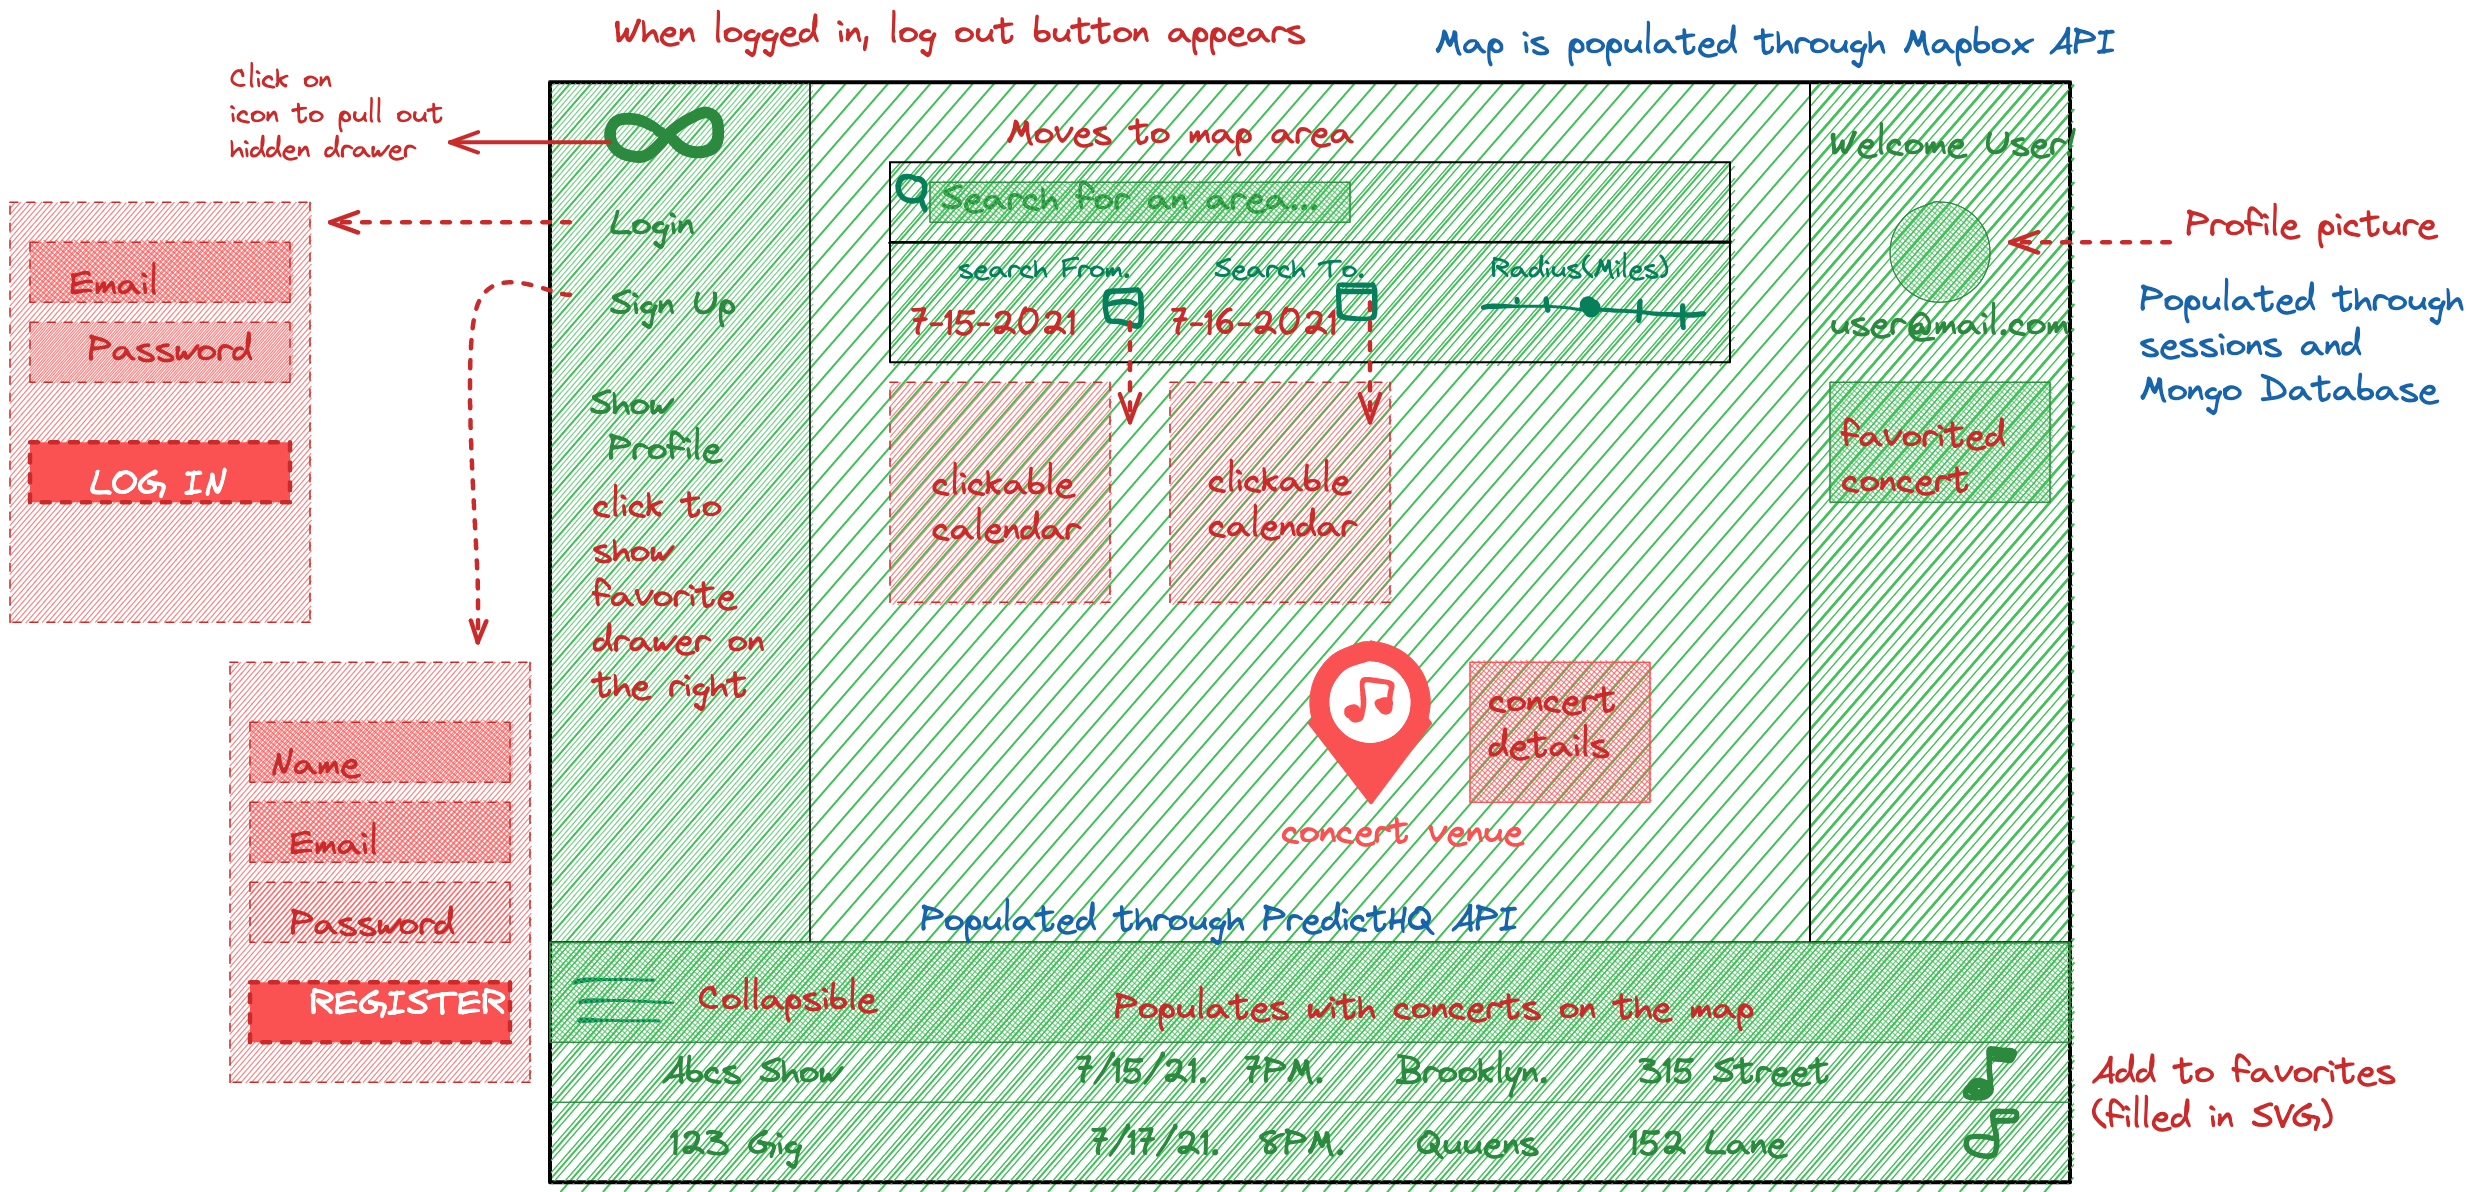 When logged in, log out button appears
Map is populated through Mapbox API
Click on
icon to pull out
hidden drawer
Email
Password
LOG IN
Name
Email
Password
REGISTER
Login
Sign Up
Show
Profile
click to
show
favorite
drawer on
the right
Moves to map area
Search for an area...
search From.
Search To.
Radius(Miles)
7-15-2021
7-16-2021
clickable
calendar
clickable
calendar
concert
details
concert venue
Populated through PredictHQ API
Welcome User!
user@mail.com
favorited
concert
Profile picture
Populated through
sessions and
Mongo Database
Collapsible
Populates with concerts on the map
Abcs Show 7/15/21. 7PM. Brooklyn. 315 Street
123 Gig 7/17/21. 8PM. Quuens 152 Lane
Add to favorites
(filled in SVG)